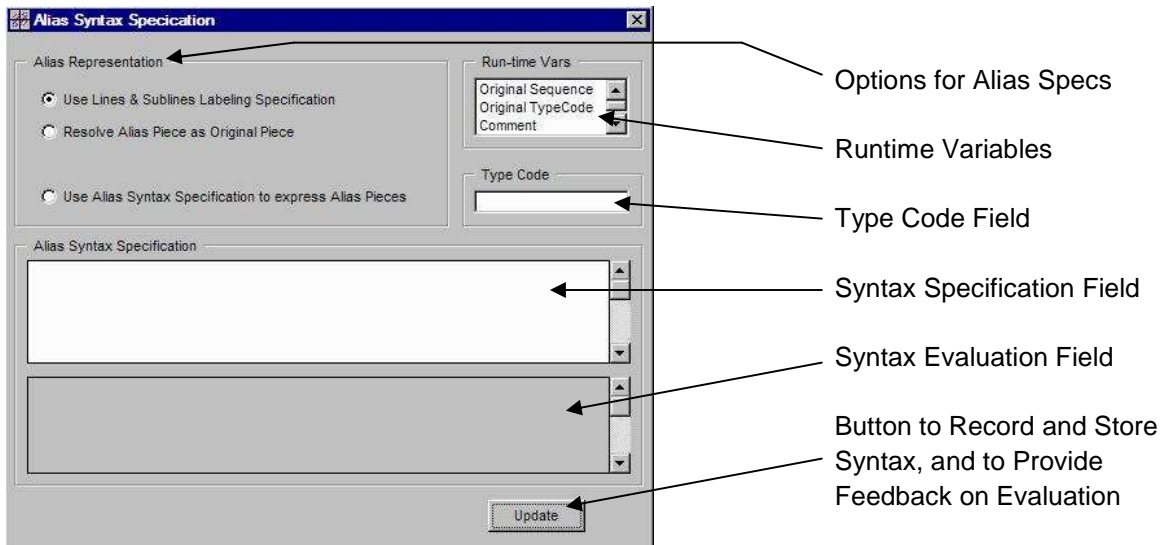 Alias Syntax Specication
Alias Representation
Use Lines & Sublines Labeling Specification
Resolve Alias Piece as Original Piece
Use Alias Syntax Specification to express Alias Pieces
Run-time Vars
Original Sequence
Original TypeCode
Comment
Type Code
Alias Syntax Specification
Update
Options for Alias Specs
Runtime Variables
Type Code Field
Syntax Specification Field
Syntax Evaluation Field
Button to Record and Store
Syntax, and to Provide
Feedback on Evaluation